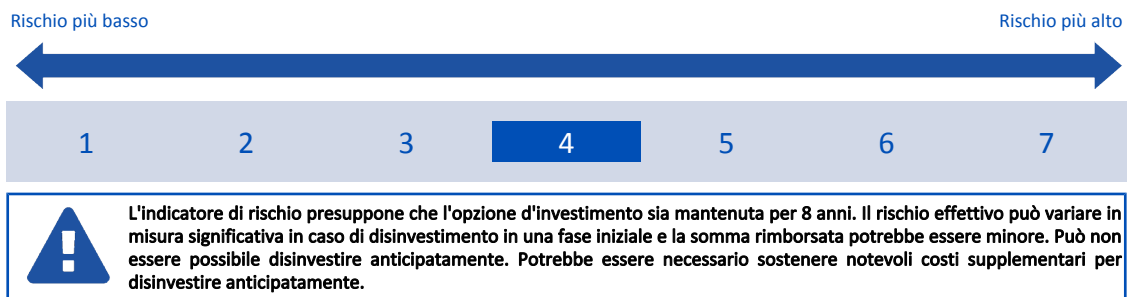 Rischio più basso Rischio più alto
1 2 3 4 5 6 7
L'indicatore di rischio presuppone che l'opzione d'investimento sia mantenuta per 8 anni. Il rischio effettivo può variare in
misura significativa in caso di disinvestimento in una fase iniziale e la somma rimborsata potrebbe essere minore. Può non
essere possibile disinvestire anticipatamente. Potrebbe essere necessario sostenere notevoli costi supplementari per
disinvestire anticipatamente.